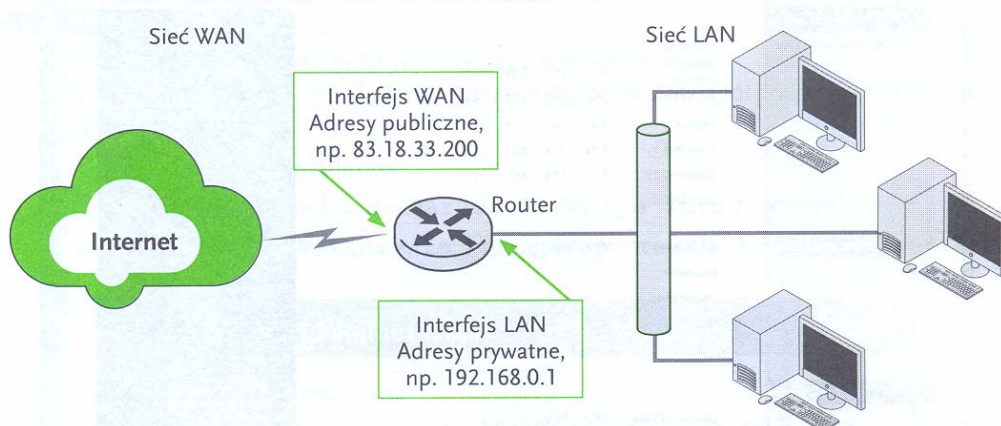 Sieć WAN
Sieć LAN
Interfejs WAN
Adresy publiczne,
np. 83.18.33.200
Internet
Router
Interfejs LAN
Adresy prywatne,
np. 192.168.0.1